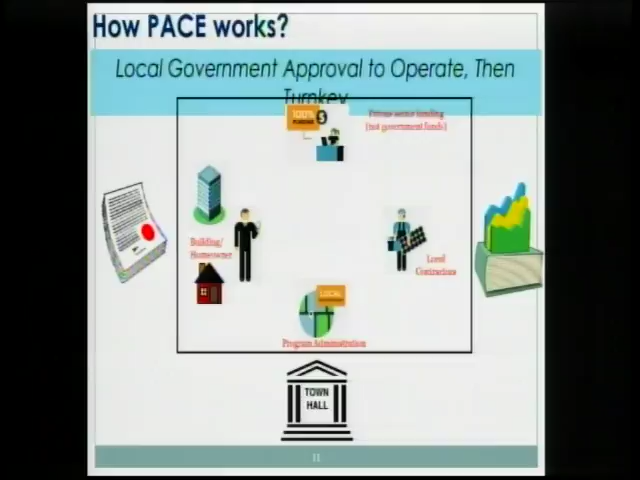 How PACE works?
Local Government Approval to Operate, Then
Turnkey
100%
Private sector funding
(not government funds)
Building/
Homeowner
Local
Contractors
LOCAL
Program Administration
TOWN
HALL
11